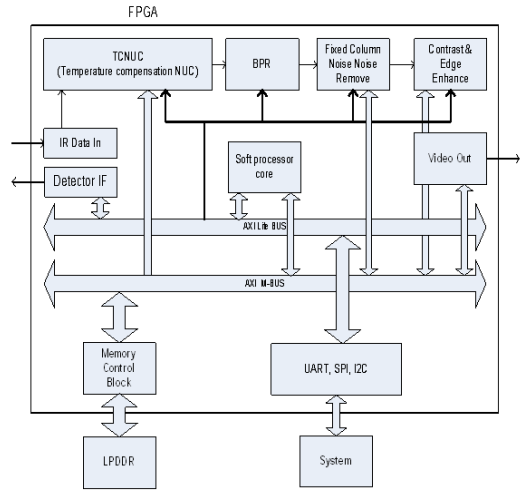 FPGA
TCNUC
(Temperature compensation NUC)
BPR
Fixed Column
Noise Noise
Remove
Contrast &
Edge
Enhance
IR Data In
Detector IF
Soft processor
core
Video Out
AXI Lite BUS
AXI M-BUS
Memory
Control
Block
UART, SPI, I2C
LPDDR
System